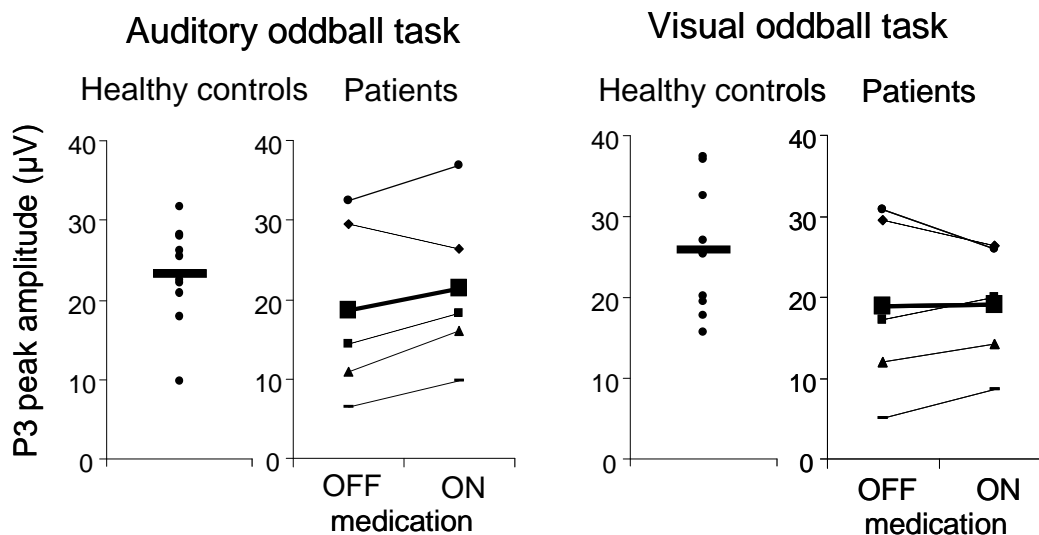 Auditory oddball task
Visual oddball task
Healthy controls
Patients
Healthy controls
Patients
P3 peak amplitude (µV)
40
30
20
10
0
40
30
20
10
0
40
30
20
10
0
40
30
20
10
0
OFF
ON
medication
OFF
ON
medication